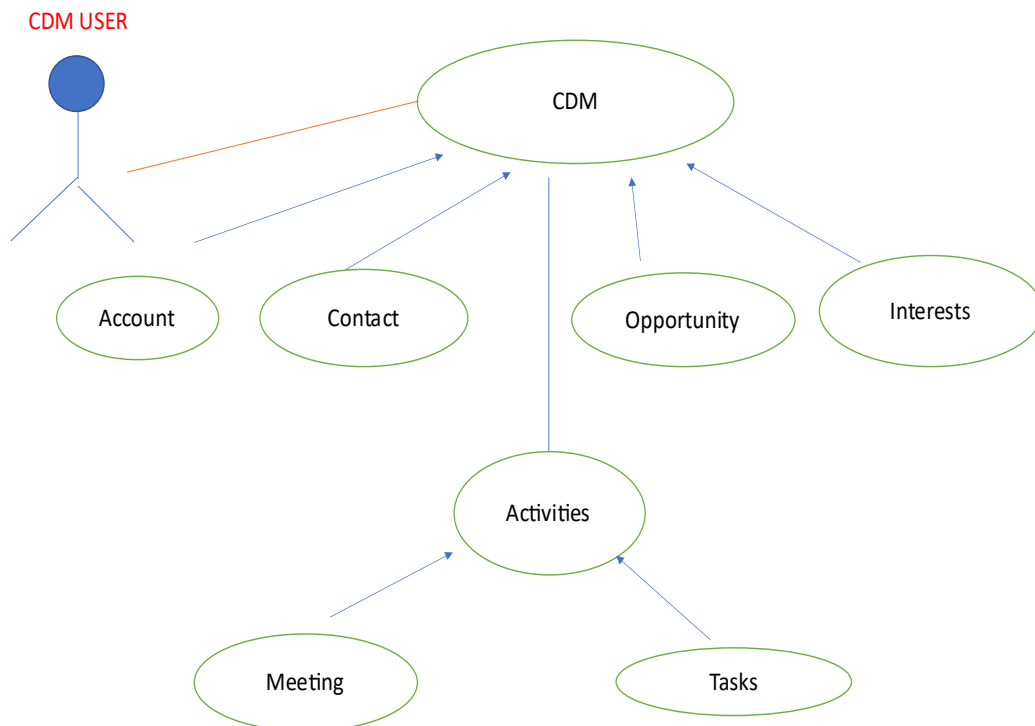 CDM USER
CDM
Account
Contact
Opportunity
Interests
Activities
Meeting
Tasks